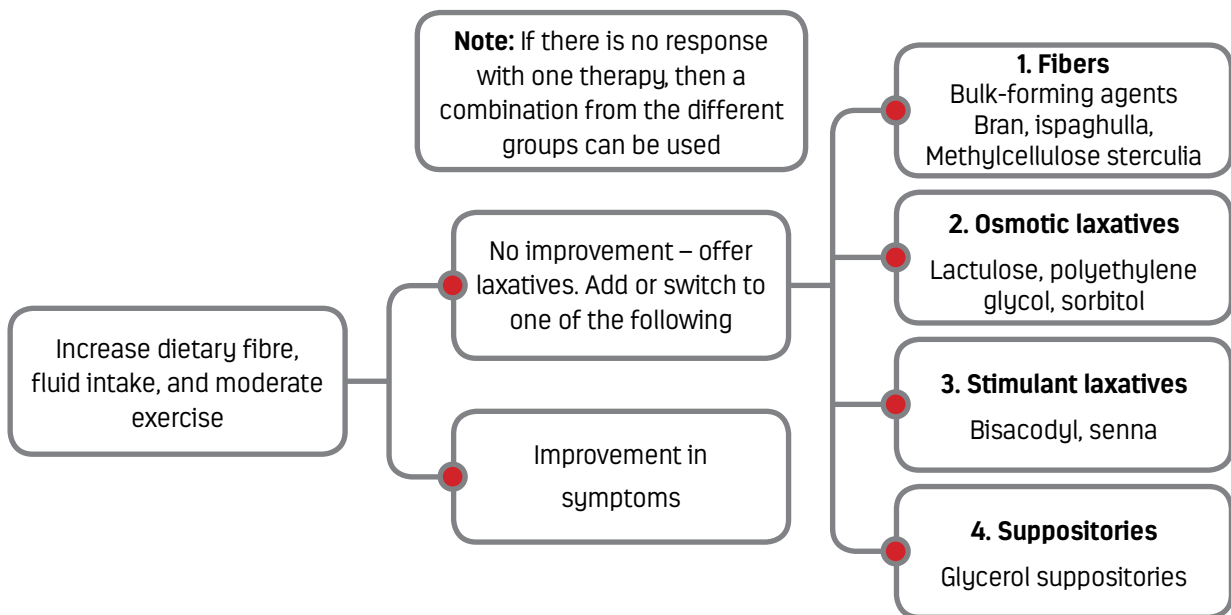 Note: If there is no response
with one therapy, then a
combination from the different
groups can be used
Increase dietary fibre,
fluid intake, and moderate
exercise
No improvement – offer
laxatives. Add or switch to
one of the following
Improvement in
symptoms
1. Fibers
Bulk-forming agents
Bran, ispaghulla,
Methylcellulose sterculia
2. Osmotic laxatives
Lactulose, polyethylene
glycol, sorbitol
3. Stimulant laxatives
Bisacodyl, senna
4. Suppositories
Glycerol suppositories